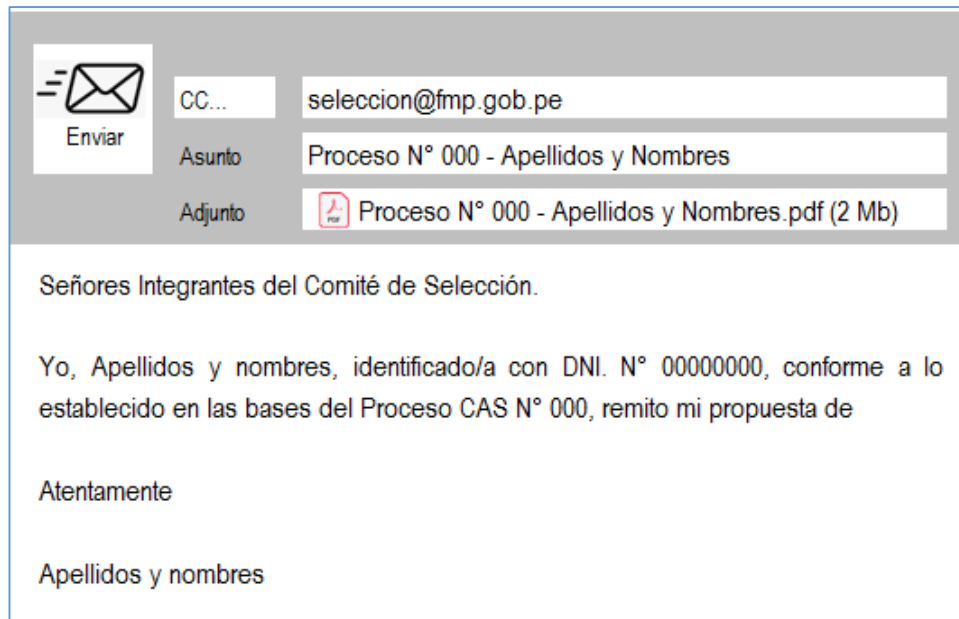 CC... seleccion@fmp.gob.pe
Enviar
Asunto Proceso N° 000 - Apellidos y Nombres
Adjunto PDF Proceso N° 000 - Apellidos y Nombres.pdf (2 Mb)
Señores Integrantes del Comité de Selección.
Yo, Apellidos y nombres, identificado/a con DNI. N° 00000000, conforme a lo
establecido en las bases del Proceso CAS N° 000, remito mi propuesta de
Atentamente
Apellidos y nombres